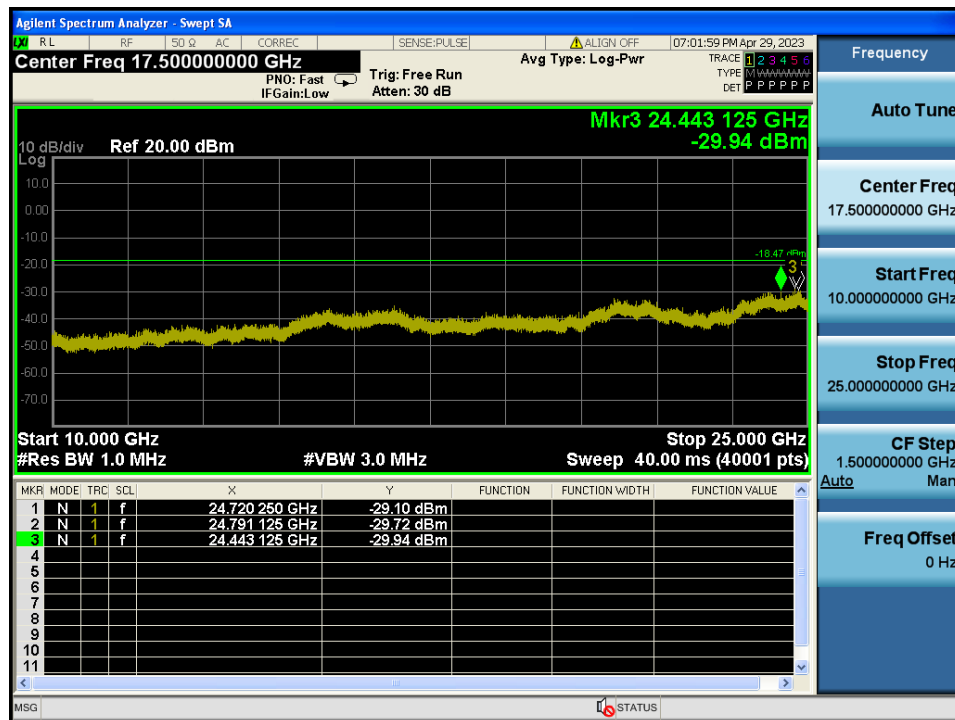 Agilent Spectrum Analyzer - Swept SA
LXI RL RF 50 Ω AC CORREC SENSE:PULSE ALIGN OFF 07:01:59 PM Apr 29, 2023
Center Freq 17.500000000 GHz
PNO: Fast
IFGain:Low
Trig: Free Run
Atten: 30 dB
Avg Type: Log-Pwr
TRACE 1 2 3 4 5 6
TYPE M WWWWW
DET P P P P P P
Mkr3 24.443 125 GHz
-29.94 dBm
10 dB/div
Log
Ref 20.00 dBm
10.0
0.00
-10.0
-20.0
-30.0
-40.0
-50.0
-60.0
-70.0
-18.47 dBm
3
Start 10.000 GHz
Stop 25.000 GHz
#Res BW 1.0 MHz
#VBW 3.0 MHz
Sweep 40.00 ms (40001 pts)
MKR MODE TRC SCL X Y FUNCTION FUNCTION WIDTH FUNCTION VALUE
1 N 1 f 24.720 250 GHz -29.10 dBm
2 N 1 f 24.791 125 GHz -29.72 dBm
3 N 1 f 24.443 125 GHz -29.94 dBm
4
5
6
7
8
9
10
11
MSG
STATUS
Frequency
Auto Tune
Center Freq
17.500000000 GHz
Start Freq
10.000000000 GHz
Stop Freq
25.000000000 GHz
CF Step
1.500000000 GHz
Auto Man
Freq Offset
0 Hz